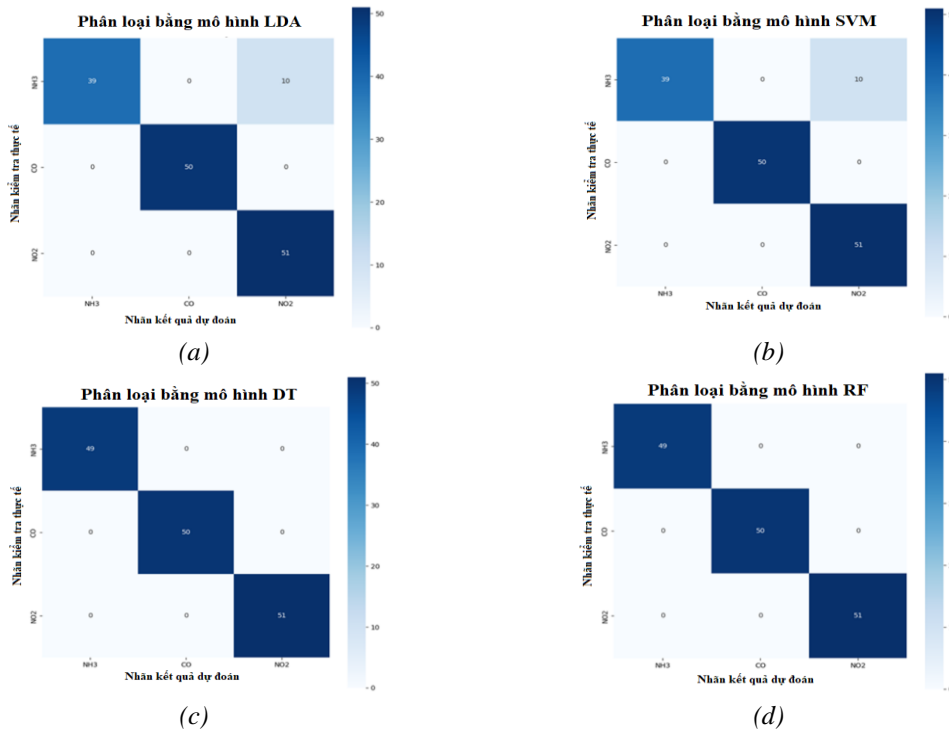 Phân loại bằng mô hình LDA
50
40
30
20
10
0
NH3
CO
NO2
39 0 10
0 50 0
0 0 51
NH3 CO NO2
Nhãn kiểm tra thực tế
Nhãn kết quả dự đoán
(a)
Phân loại bằng mô hình SVM
NH3
CO
NO2
39 0 10
0 50 0
0 0 51
NH3 CO NO2
Nhãn kiểm tra thực tế
Nhãn kết quả dự đoán
(b)
Phân loại bằng mô hình DT
50
40
30
20
10
0
NH3
CO
NO2
49 0 0
0 50 0
0 0 51
NH3 CO NO2
Nhãn kiểm tra thực tế
Nhãn kết quả dự đoán
(c)
Phân loại bằng mô hình RF
NH3
CO
NO2
49 0 0
0 50 0
0 0 51
NH3 CO NO2
Nhãn kiểm tra thực tế
Nhãn kết quả dự đoán
(d)